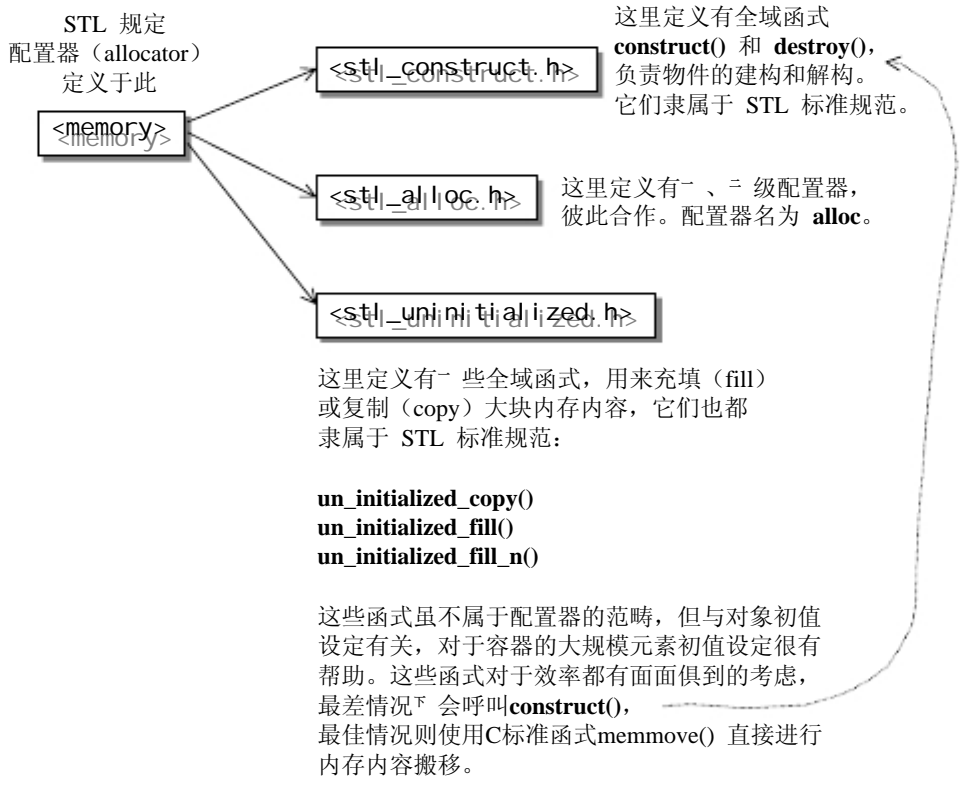 STL 规定
配置器（allocator）
定义于此
<memory>
<stl_construct.h>
这里定义有全域函式
construct() 和 destroy()，
负责物件的建构和解构。
它们隶属于 STL 标准规范。
<stl_alloc.h>
这里定义有一、二级配置器，
彼此合作。配置器名为 alloc。
<stl_uninitialized.h>
这里定义有一些全域函式，用来充填（fill）
或复制（copy）大块内存内容，它们也都
隶属于 STL 标准规范：
un_initialized_copy()
un_initialized_fill()
un_initialized_fill_n()
这些函式虽不属于配置器的范畴，但与对象初值
设定有关，对于容器的大规模元素初值设定很有
帮助。这些函式对于效率都有面面俱到的考虑，
最差情况下会呼叫construct()，
最佳情况则使用C标准函式memmove() 直接进行
内存内容搬移。